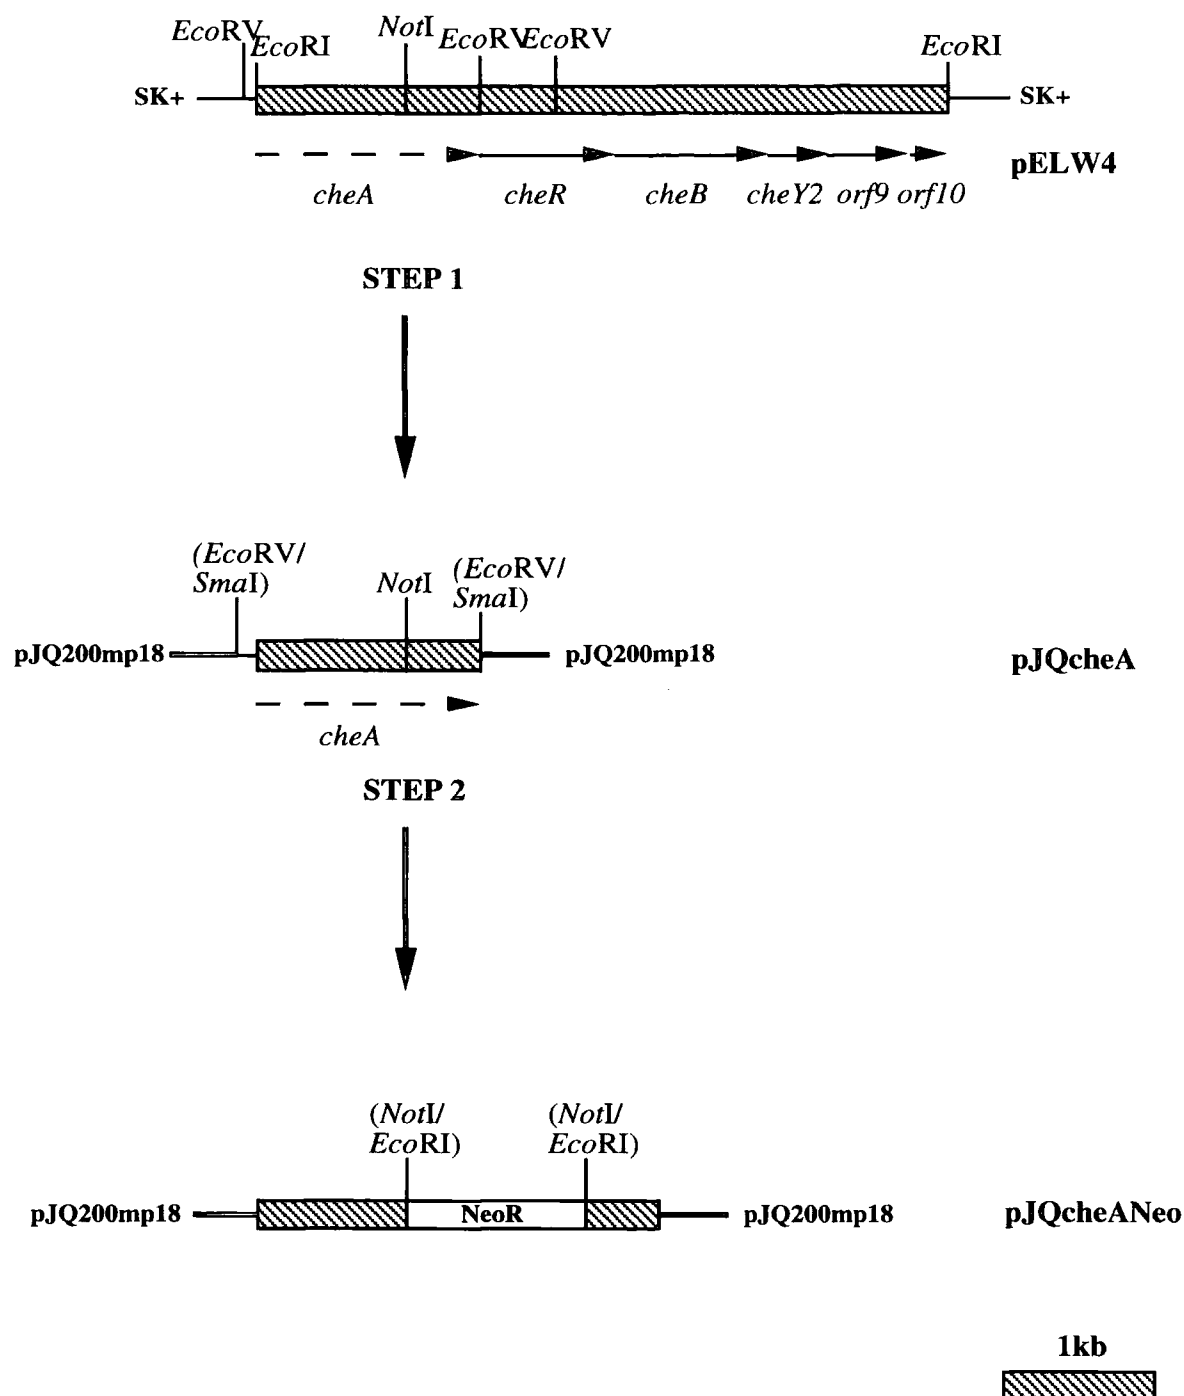 EcoRV EcoRI NotI EcoRV EcoRV EcoRI
SK+ SK+
pELW4
cheA cheR cheB cheY2 orf9 orf10
STEP 1
(EcoRV/
SmaI) NotI (EcoRV/
SmaI)
pJQ200mp18 pJQ200mp18 pJQcheA
cheA
STEP 2
(NotI/
EcoRI) (NotI/
EcoRI)
pJQ200mp18 NeoR pJQ200mp18 pJQcheANeo
1kb